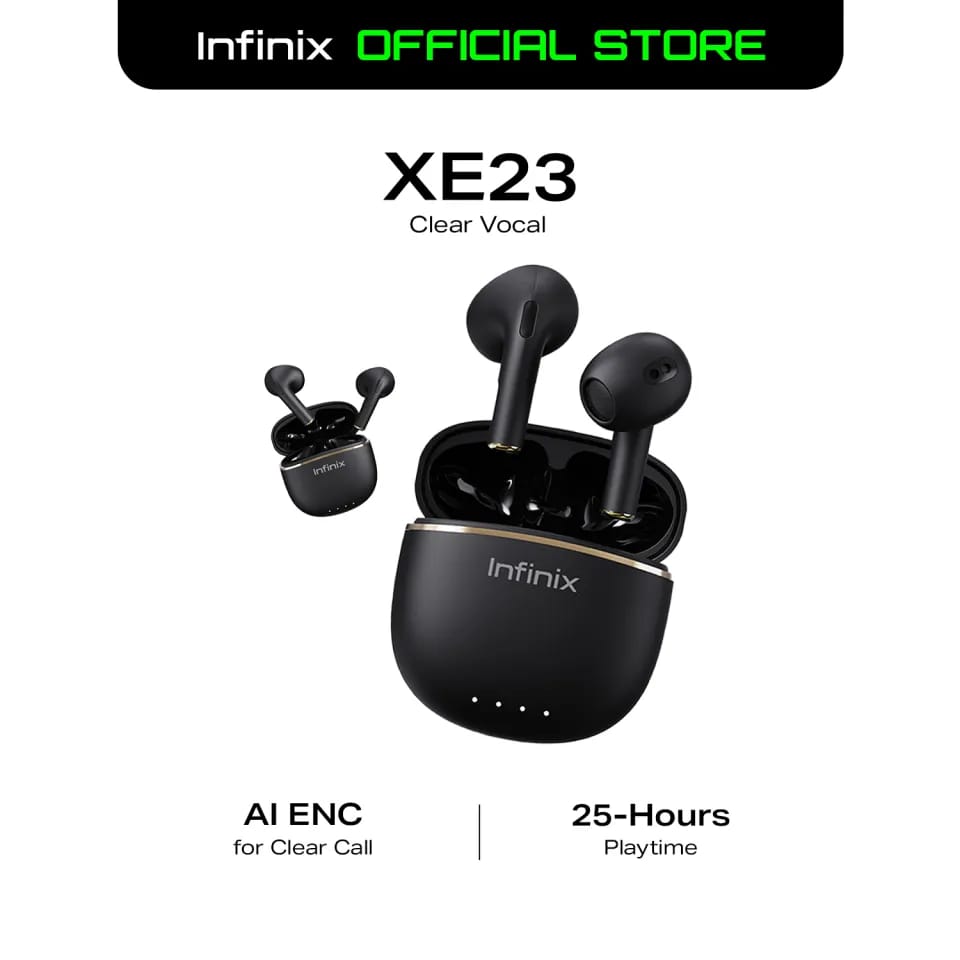 Infinix OFFICIAL STORE
XE23
Clear Vocal
Infinix
Infinix
AI ENC
for Clear Call
25-Hours
Playtime